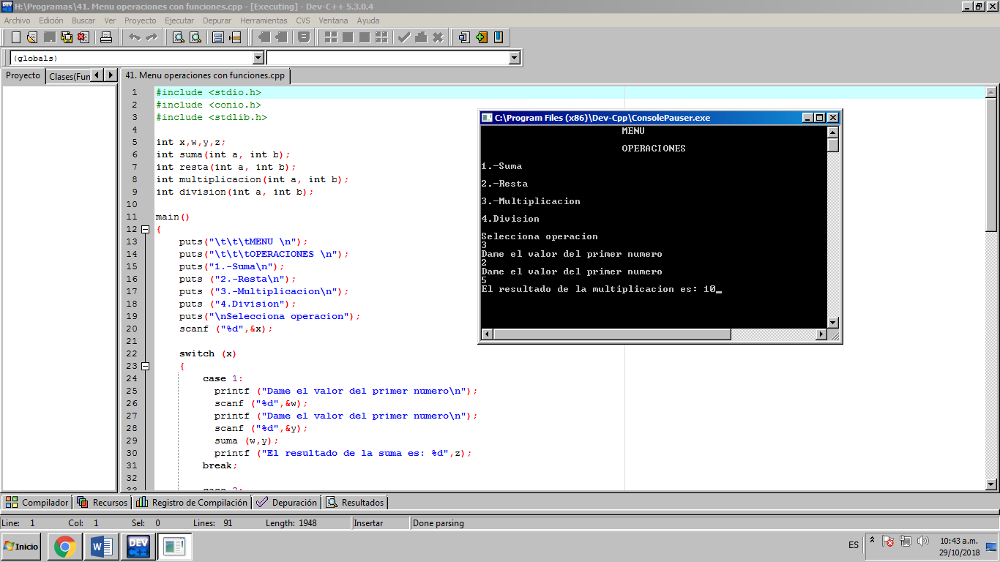 H:\Programas\41. Menu operaciones con funciones.cpp - [Executing] - Dev-C++ 5.3.0.4
Archivo Edición Buscar Ver Proyecto Ejecutar Depurar Herramientas CVS Ventana Ayuda
(globals)
Proyecto Clases(Fun
41. Menu operaciones con funciones.cpp
1 #include <stdio.h>
2 #include <conio.h>
3 #include <stdlib.h>
4
5 int x,w,y,z;
6 int suma(int a, int b);
7 int resta(int a, int b);
8 int multiplicacion(int a, int b);
9 int division(int a, int b);
10
11 main()
12 {
13 puts("\t\t\tMENU \n");
14 puts("\t\t\tOPERACIONES \n");
15 puts("1.-Suma\n");
16 puts ("2.-Resta\n");
17 puts ("3.-Multiplicacion\n");
18 puts ("4.Division");
19 puts("\nSelecciona operacion");
20 scanf ("%d",&x);
21
22 switch (x)
23 {
24 case 1:
25 printf ("Dame el valor del primer numero\n");
26 scanf ("%d",&w);
27 printf ("Dame el valor del primer numero\n");
28 scanf ("%d",&y);
29 suma (w,y);
30 printf ("El resultado de la suma es: %d",z);
31 break;
32
33 case 2:
C:\Program Files (x86)\Dev-Cpp\ConsolePauser.exe
MENU
OPERACIONES
1.-Suma
2.-Resta
3.-Multiplicacion
4.Division
Selecciona operacion
3
Dame el valor del primer numero
2
Dame el valor del primer numero
5
El resultado de la multiplicacion es: 10_
Compilador Recursos Registro de Compilación Depuración Resultados
Line: 1 Col: 1 Sel: 0 Lines: 91 Length: 1948 Insertar Done parsing
Inicio
DEV C++
ES
10:43 a.m.
29/10/2018